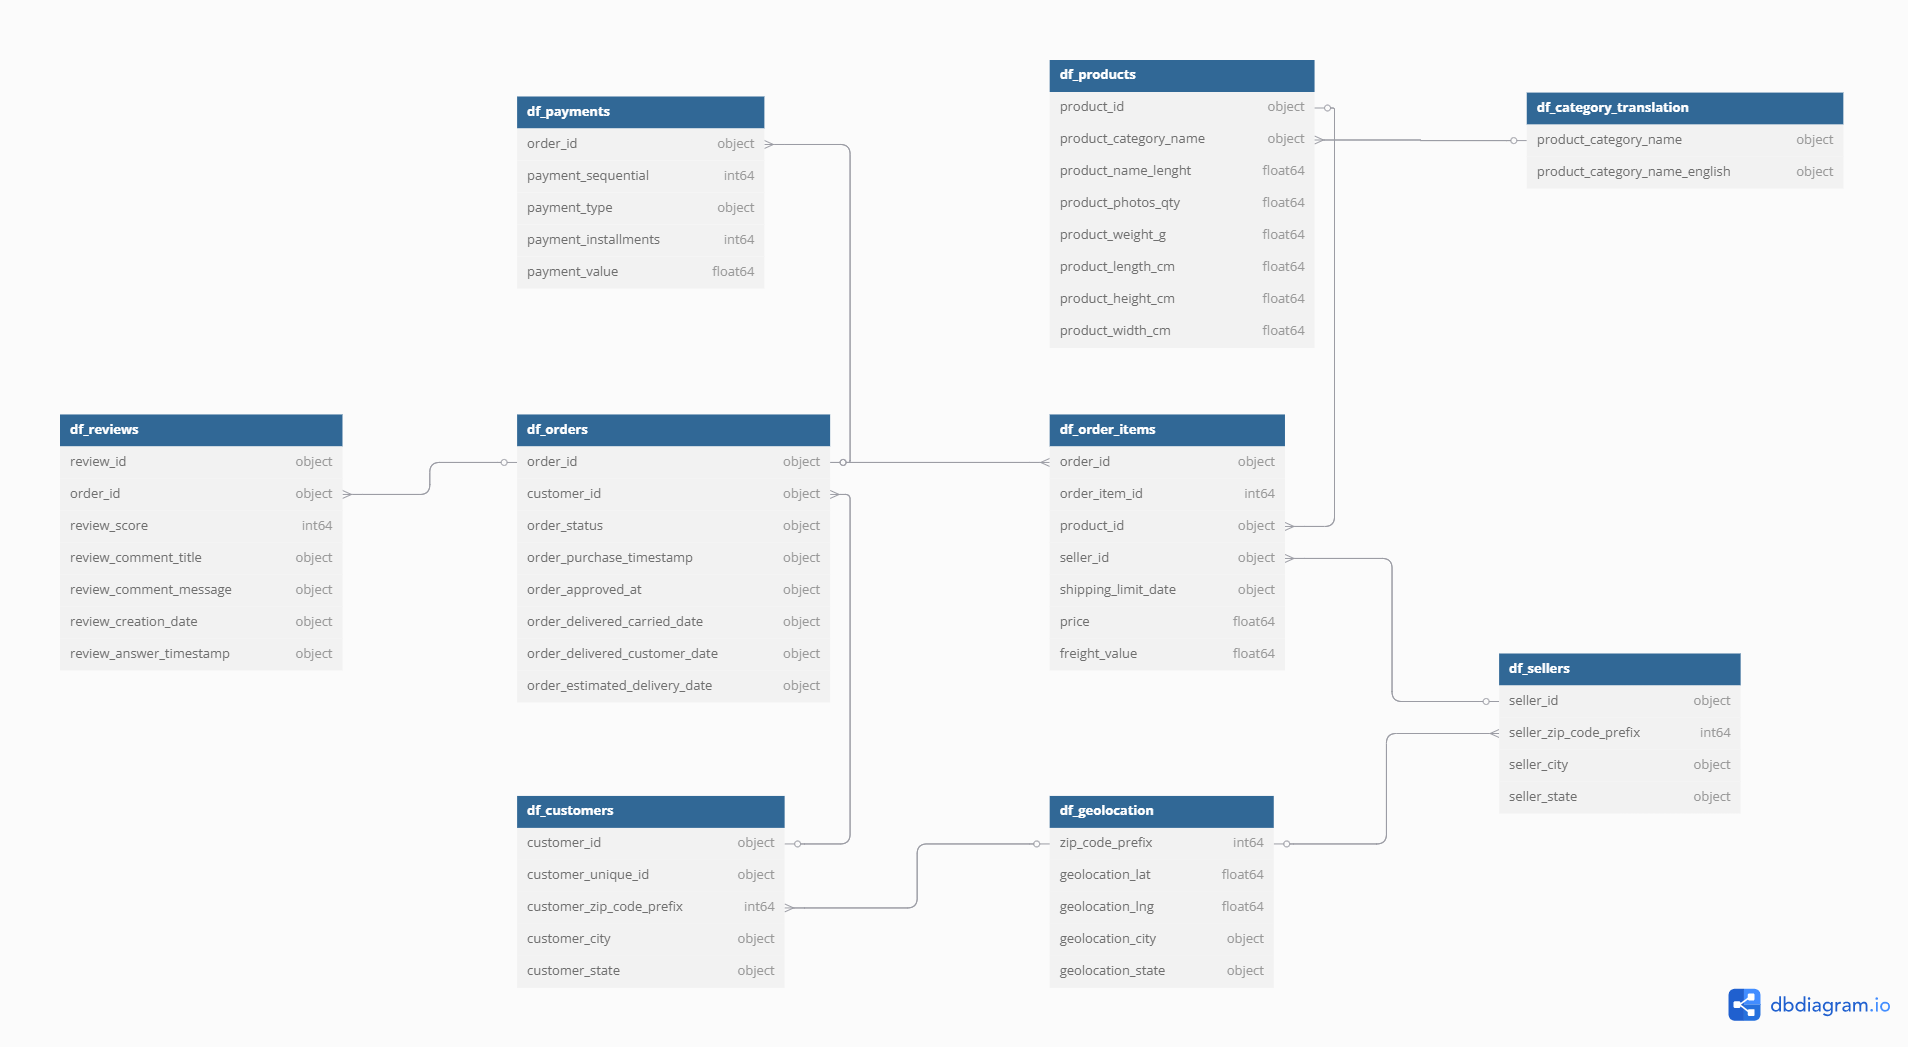 df_payments
order_id object
payment_sequential int64
payment_type object
payment_installments int64
payment_value float64
df_products
product_id object
product_category_name object
product_name_lenght float64
product_photos_qty float64
product_weight_g float64
product_length_cm float64
product_height_cm float64
product_width_cm float64
df_category_translation
product_category_name object
product_category_name_english object
df_reviews
review_id object
order_id object
review_score int64
review_comment_title object
review_comment_message object
review_creation_date object
review_answer_timestamp object
df_orders
order_id object
customer_id object
order_status object
order_purchase_timestamp object
order_approved_at object
order_delivered_carried_date object
order_delivered_customer_date object
order_estimated_delivery_date object
df_order_items
order_id object
order_item_id int64
product_id object
seller_id object
shipping_limit_date object
price float64
freight_value float64
df_sellers
seller_id object
seller_zip_code_prefix int64
seller_city object
seller_state object
df_customers
customer_id object
customer_unique_id object
customer_zip_code_prefix int64
customer_city object
customer_state object
df_geolocation
zip_code_prefix int64
geolocation_lat float64
geolocation_lng float64
geolocation_city object
geolocation_state object
dbdiagram.io